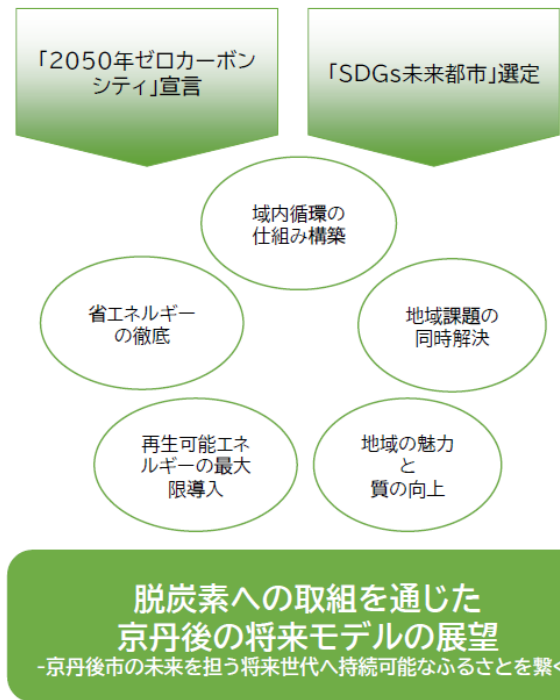 「2050年ゼロカーボン
シティ」宣言
「SDGs未来都市」選定
域内循環の
仕組み構築
省エネルギー
の徹底
地域課題の
同時解決
再生可能エネ
ルギーの最大
限導入
地域の魅力
と
質の向上
脱炭素への取組を通じた
京丹後の将来モデルの展望
-京丹後市の未来を担う将来世代へ持続可能なふるさとを繋ぐ